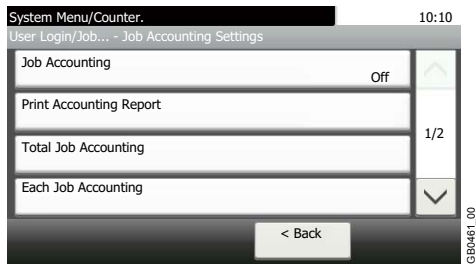 System Menu/Counter.
10:10
User Login/Job... - Job Accounting Settings
Job Accounting
Off
Print Accounting Report
1/2
Total Job Accounting
Each Job Accounting
< Back
GB0461_00